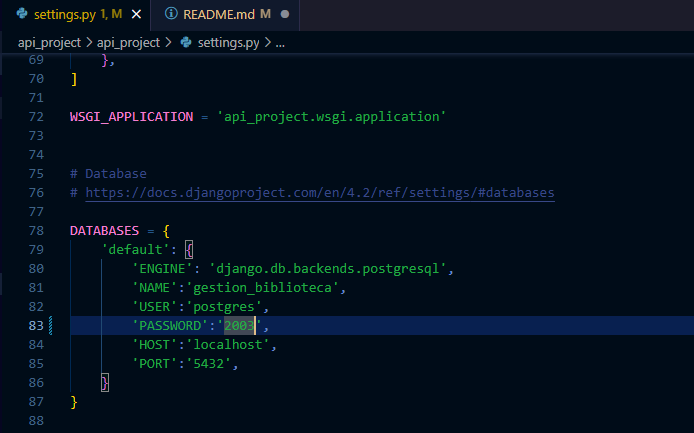 settings.py 1, M
README.md M
api_project > api_project > settings.py > ...
69 },
70 ]
71
72 WSGI_APPLICATION = 'api_project.wsgi.application'
73
74
75 # Database
76 # https://docs.djangoproject.com/en/4.2/ref/settings/#databases
77
78 DATABASES = {
79 'default': {
80 'ENGINE': 'django.db.backends.postgresql',
81 'NAME':'gestion_biblioteca',
82 'USER':'postgres',
83 'PASSWORD':'2003',
84 'HOST':'localhost',
85 'PORT':'5432',
86 }
87 }
88